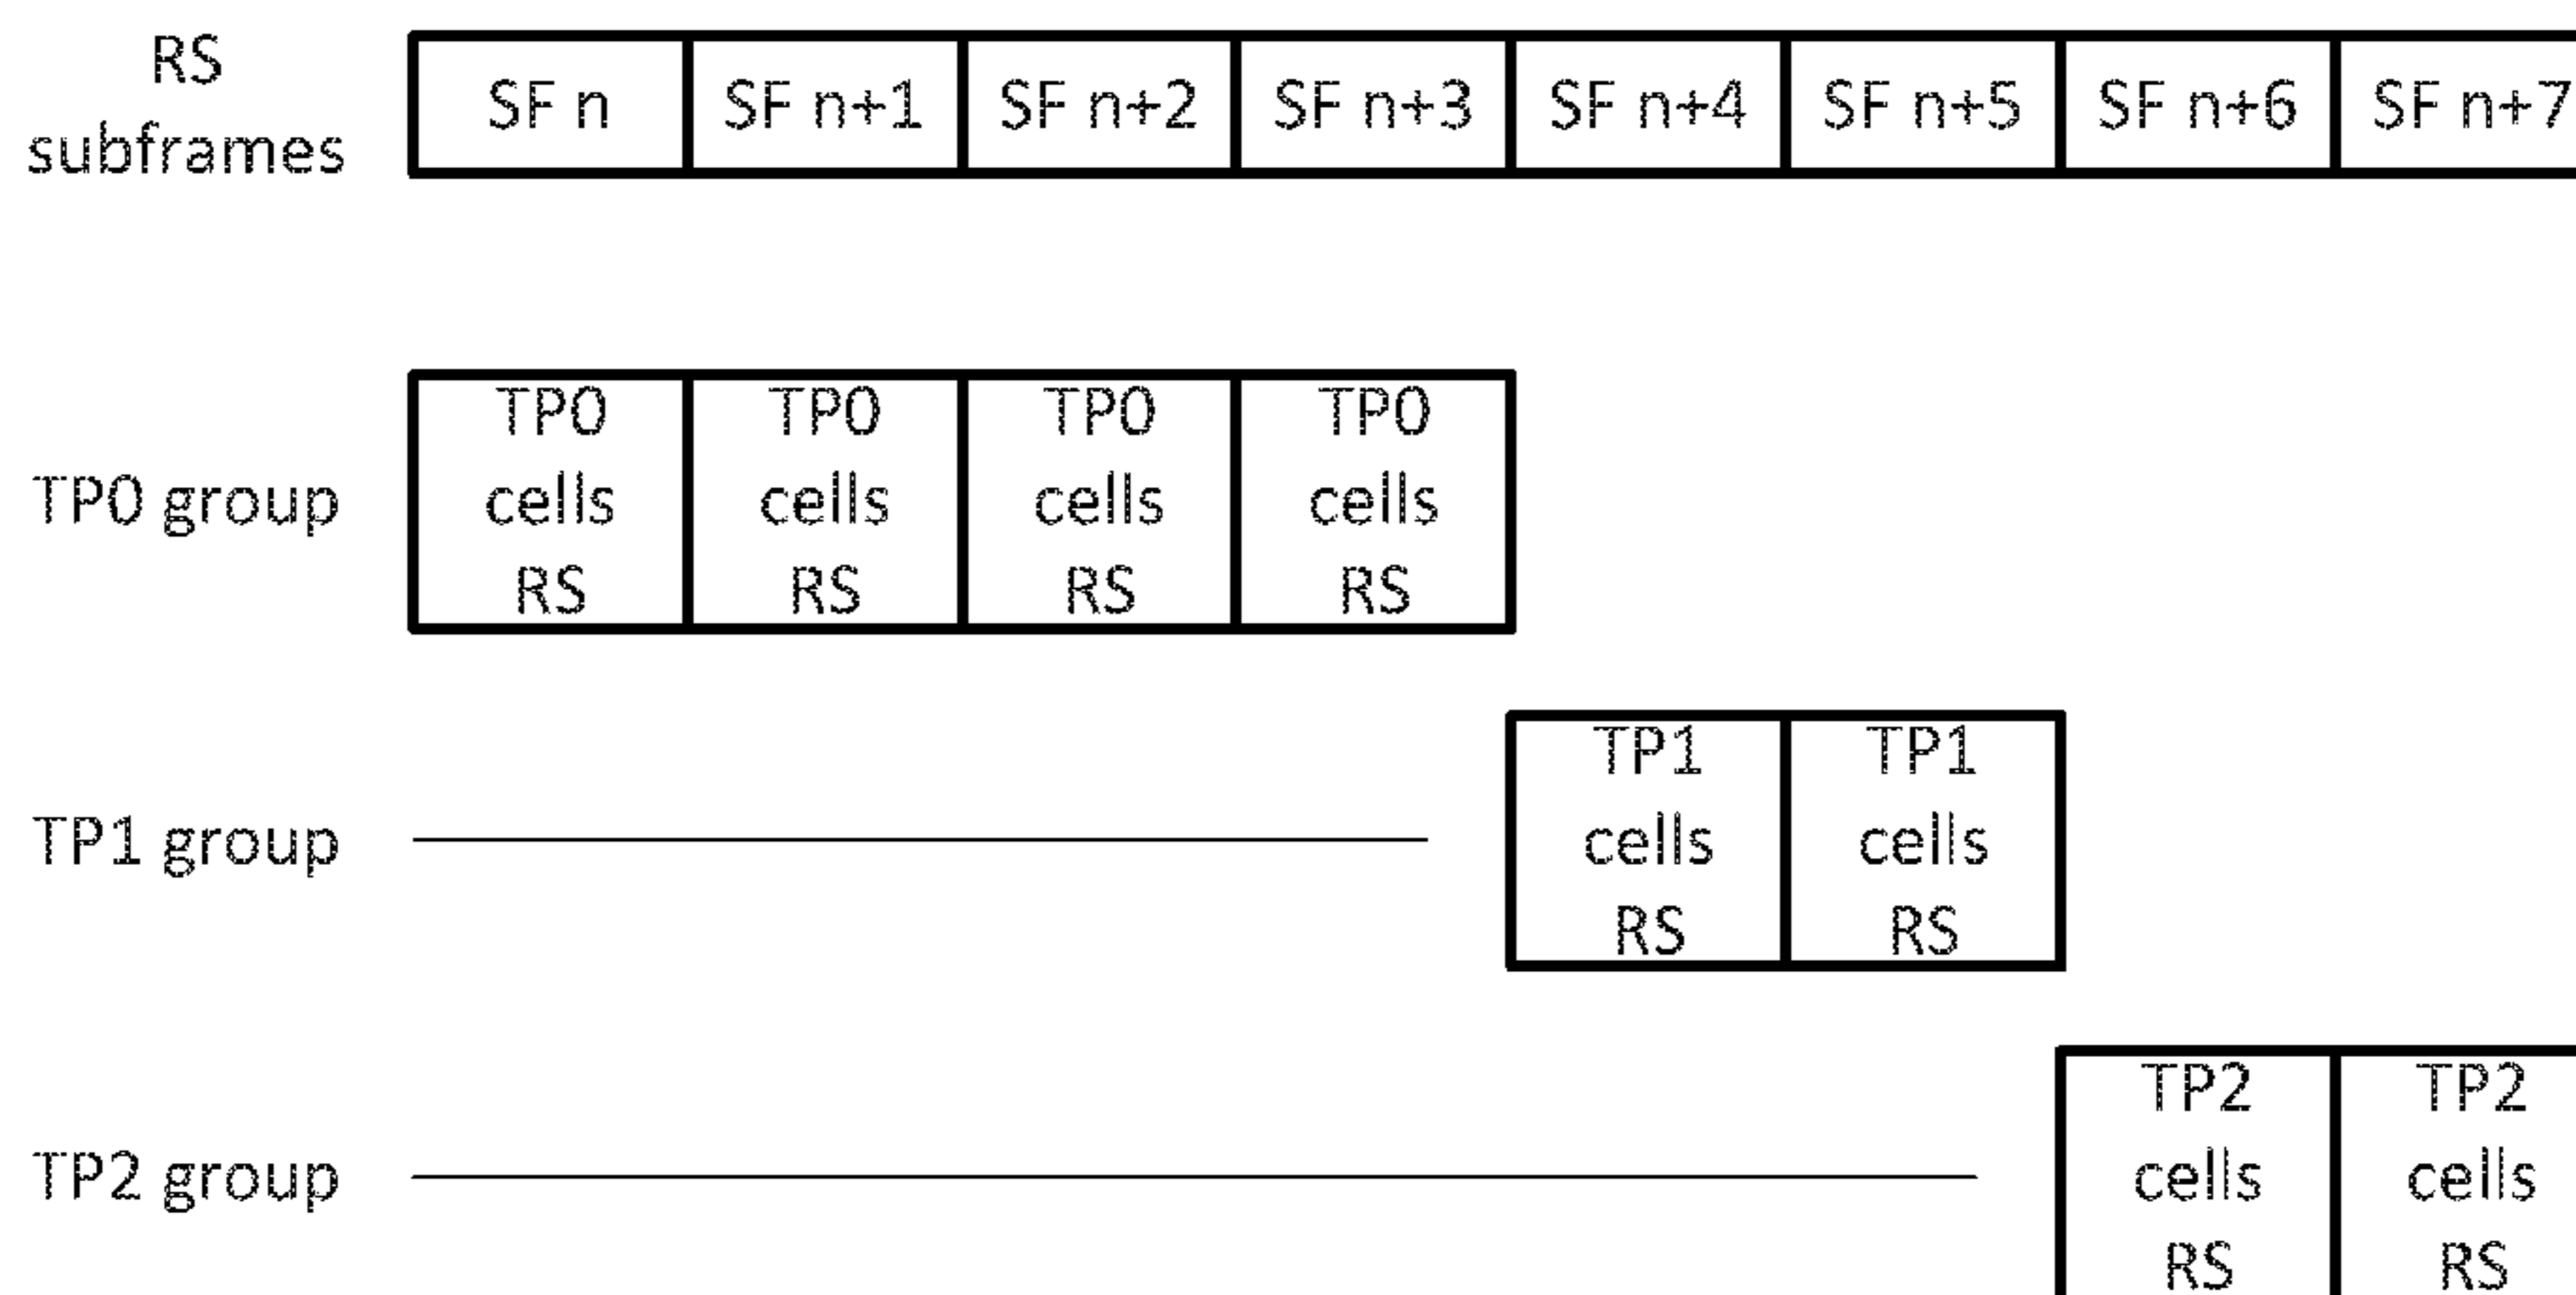 RS
subframes
SF n
SF n+1
SF n+2
SF n+3
SF n+4
SF n+5
SF n+6
SF n+7
TP0 group
TP0
cells
RS
TP0
cells
RS
TP0
cells
RS
TP0
cells
RS
TP1 group
TP1
cells
RS
TP1
cells
RS
TP2 group
TP2
cells
RS
TP2
cells
RS